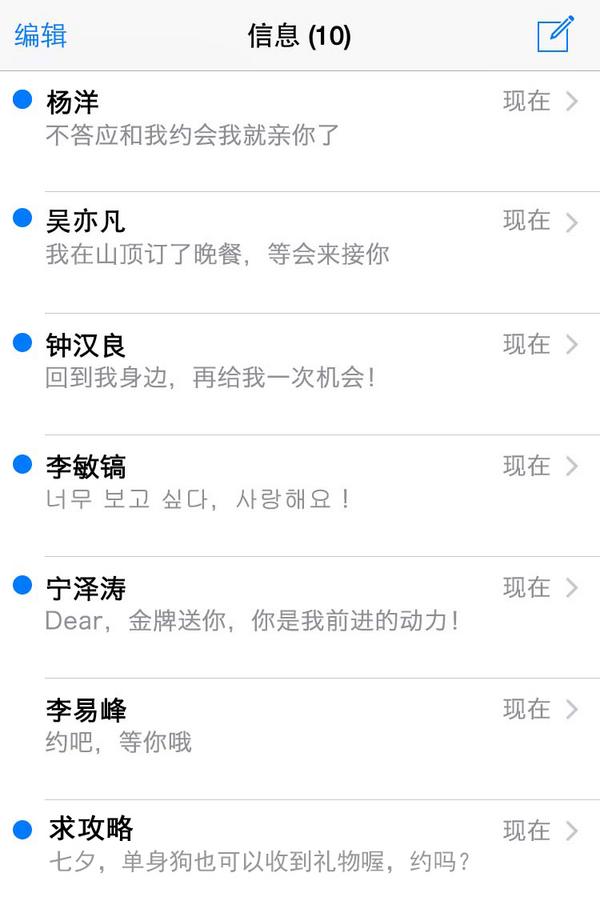 编辑
信息 (10)
杨洋
现在
不答应和我约会我就亲你了
吴亦凡
现在
我在山顶订了晚餐，等会来接你
钟汉良
现在
回到我身边，再给我一次机会！
李敏镐
现在
너무 보고 싶다，사랑해요！
宁泽涛
现在
Dear，金牌送你，你是我前进的动力！
李易峰
现在
约吧，等你哦
求攻略
现在
七夕，单身狗也可以收到礼物喔，约吗？